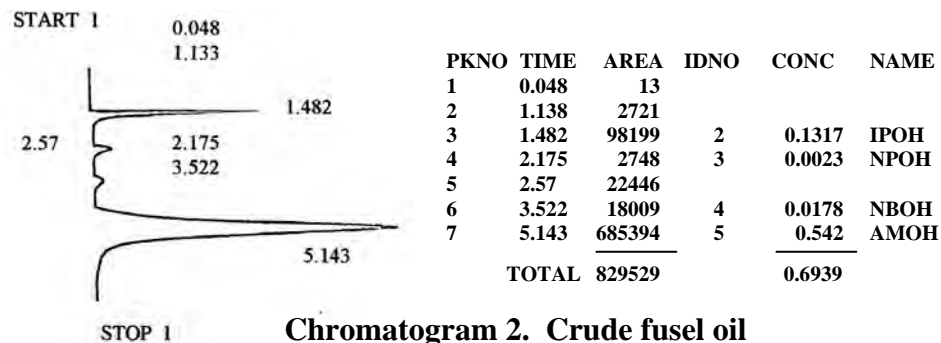 START 1
0.048
1.133
1.482
2.57
2.175
3.522
5.143
STOP 1
PKNO TIME AREA IDNO CONC NAME
1 0.048 13
2 1.138 2721
3 1.482 98199 2 0.1317 IPOH
4 2.175 2748 3 0.0023 NPOH
5 2.57 22446
6 3.522 18009 4 0.0178 NBOH
7 5.143 685394 5 0.542 AMOH
TOTAL 829529 0.6939
Chromatogram 2. Crude fusel oil